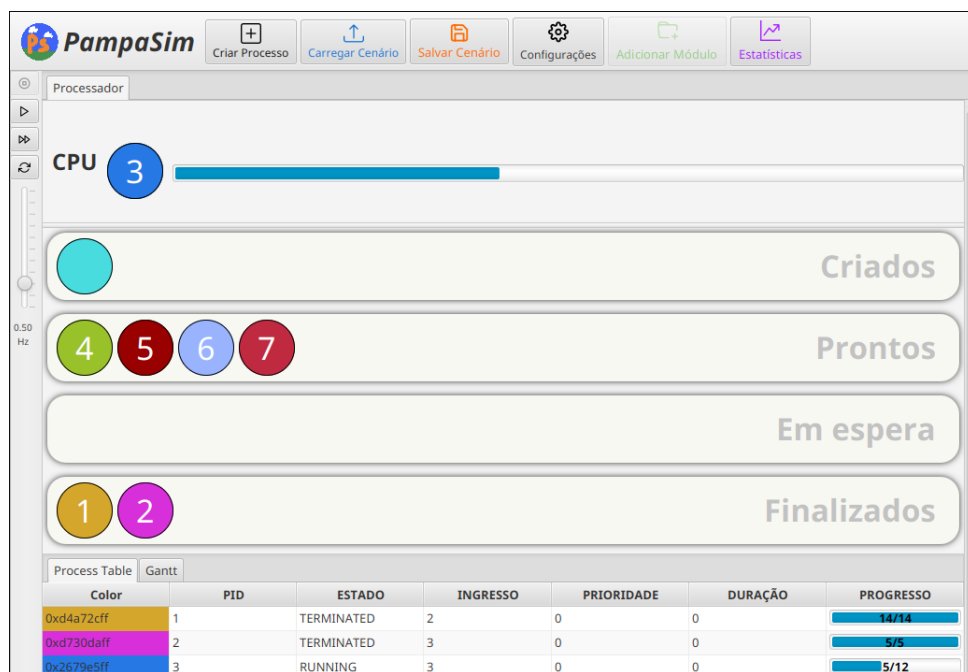 Ps PampaSim
Criar Processo Carregar Cenário Salvar Cenário Configurações Adicionar Módulo Estatísticas
Processador
CPU 3
Criados
4 5 6 7 Prontos
0.50
Hz
Em espera
1 2 Finalizados
Process Table Gantt
Color PID ESTADO INGRESSO PRIORIDADE DURAÇÃO PROGRESSO
0xd4a72cff 1 TERMINATED 2 0 0 14/14
0xd730daff 2 TERMINATED 3 0 0 5/5
0x2679e5ff 3 RUNNING 3 0 0 5/12